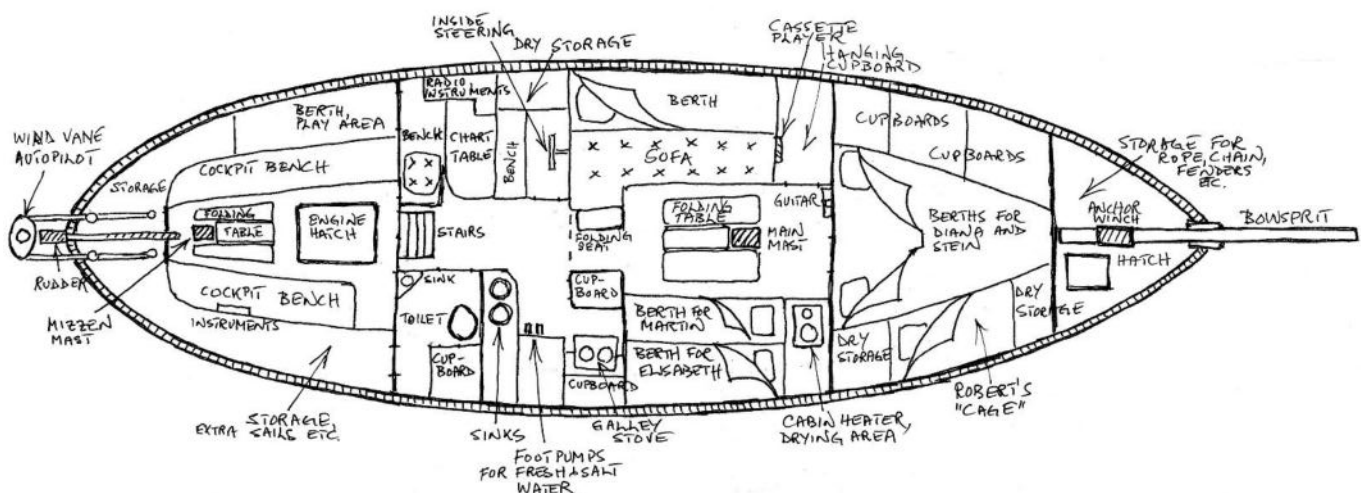 WIND VANE
AUTOPILOT
STORAGE
BERTH,
PLAY AREA
COCKPIT BENCH
FOLDING
TABLE
ENGINE
HATCH
COCKPIT BENCH
INSTRUMENTS
RUDDER
MIZZEN
MAST
STORAGE,
EXTRA SAILS ETC.
INSIDE
STEERING
DRY STORAGE
RADIO
INSTRUMENTS
BENCH
CHART
TABLE
BENCH
STAIRS
SINK
TOILET
CUP-
BOARD
SINKS
FOOT PUMPS
FOR FRESH & SALT
WATER
BERTH
SOFA
CASSETTE
PLAYER
HANGING
CUPBOARD
FOLDING
SEAT
FOLDING
TABLE
MAIN
MAST
GUITAR
CUP-
BOARD
BERTH FOR
MARTIN
BERTH FOR
ELISABETH
CUPBOARD
GALLEY
STOVE
CABIN HEATER,
DRYING AREA
CUPBOARDS
CUPBOARDS
BERTHS FOR
DIANA AND
STEIN
DRY
STORAGE
DRY
STORAGE
ROBERT'S
"CAGE"
STORAGE FOR
ROPE, CHAIN,
FENDERS
ETC.
ANCHOR
WINCH
HATCH
BOWSPRIT